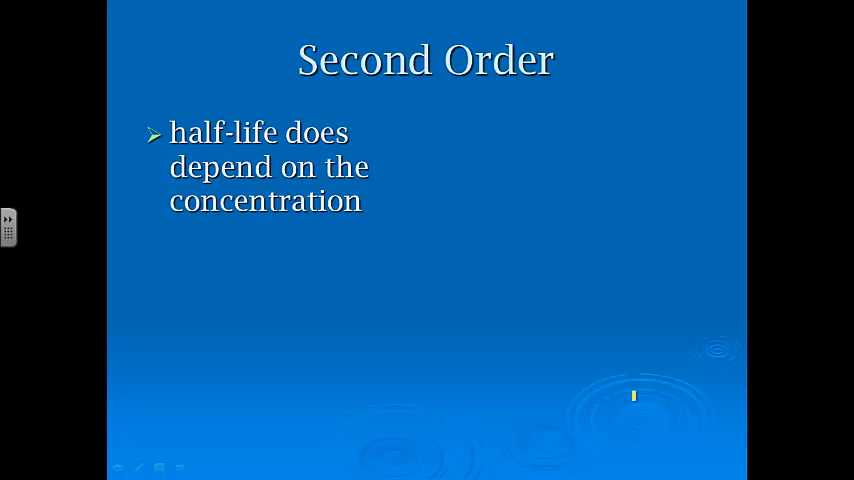 Second Order
half-life does
depend on the
concentration